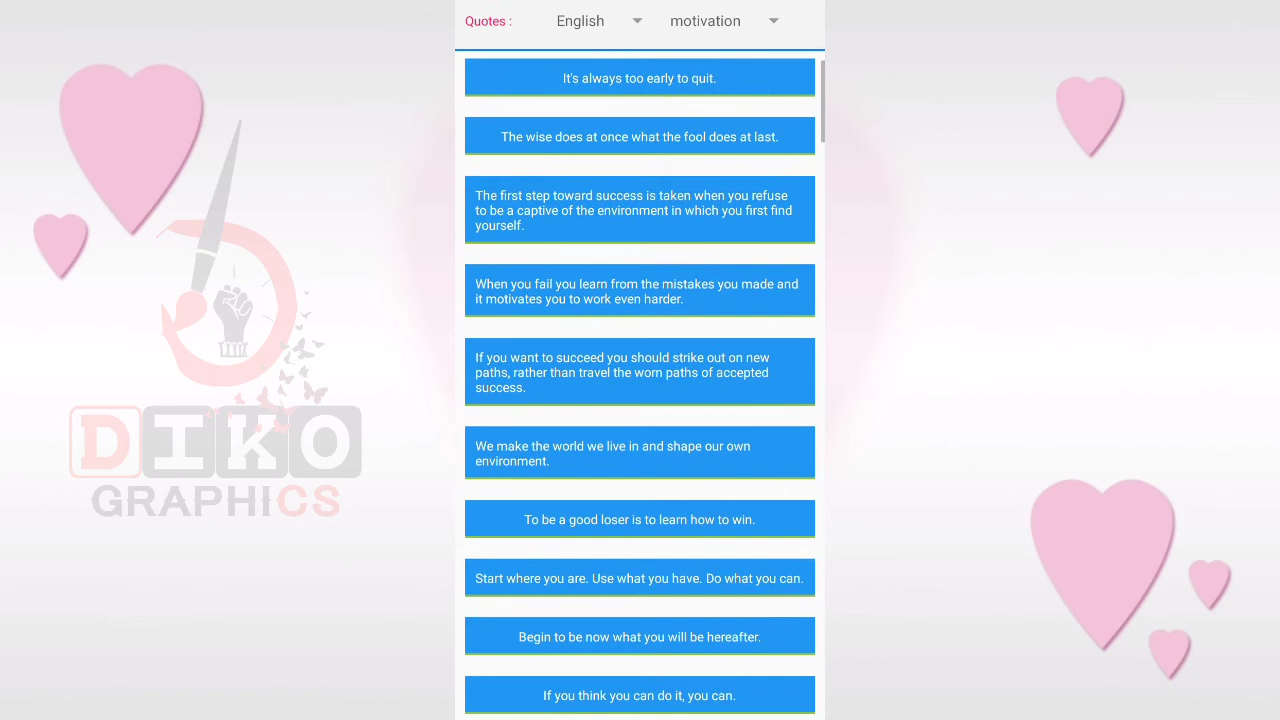 Quotes :
English
motivation
It's always too early to quit.
The wise does at once what the fool does at last.
The first step toward success is taken when you refuse
to be a captive of the environment in which you first find
yourself.
When you fail you learn from the mistakes you made and
it motivates you to work even harder.
If you want to succeed you should strike out on new
paths, rather than travel the worn paths of accepted
success.
We make the world we live in and shape our own
environment.
To be a good loser is to learn how to win.
Start where you are. Use what you have. Do what you can.
Begin to be now what you will be hereafter.
If you think you can do it, you can.
DIKO
GRAPHICS